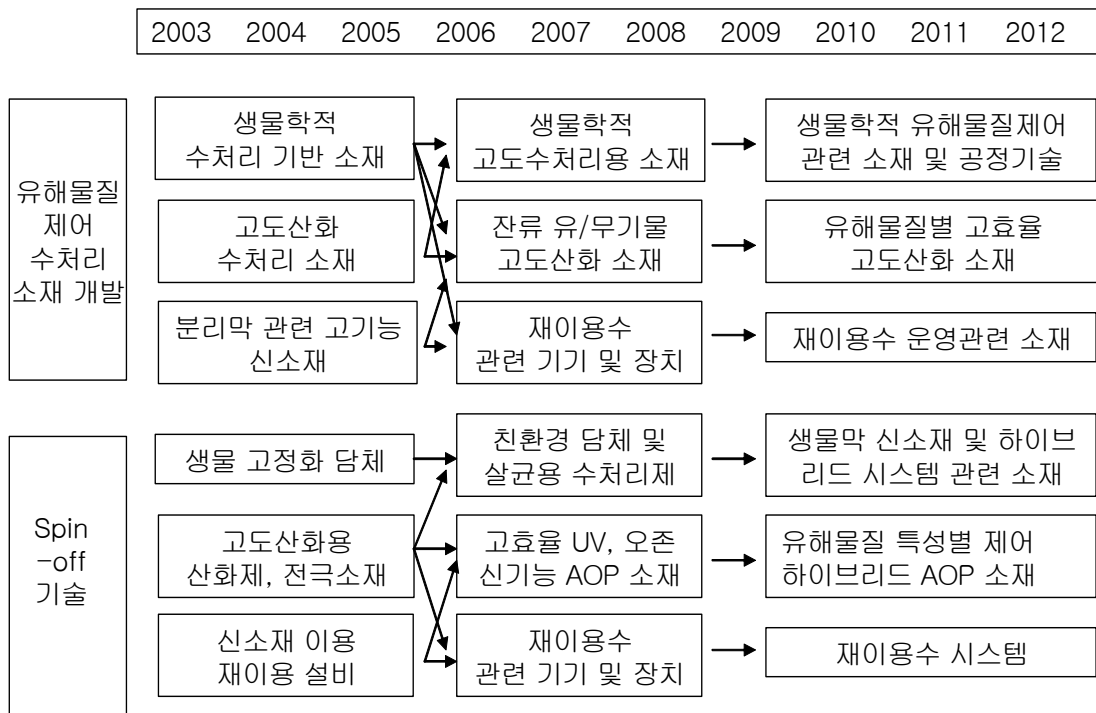 2003 2004 2005 2006 2007 2008 2009 2010 2011 2012
유해물질
제어
수처리
소재 개발
생물학적
수처리 기반 소재
생물학적
고도수처리용 소재
생물학적 유해물질제어
관련 소재 및 공정기술
고도산화
수처리 소재
잔류 유/무기물
고도산화 소재
유해물질별 고효율
고도산화 소재
분리막 관련 고기능
신소재
재이용수
관련 기기 및 장치
재이용수 운영관련 소재
Spin
-off
기술
생물 고정화 담체
친환경 담체 및
살균용 수처리제
생물막 신소재 및 하이브
리드 시스템 관련 소재
고도산화용
산화제, 전극소재
고효율 UV, 오존
신기능 AOP 소재
유해물질 특성별 제어
하이브리드 AOP 소재
신소재 이용
재이용 설비
재이용수
관련 기기 및 장치
재이용수 시스템